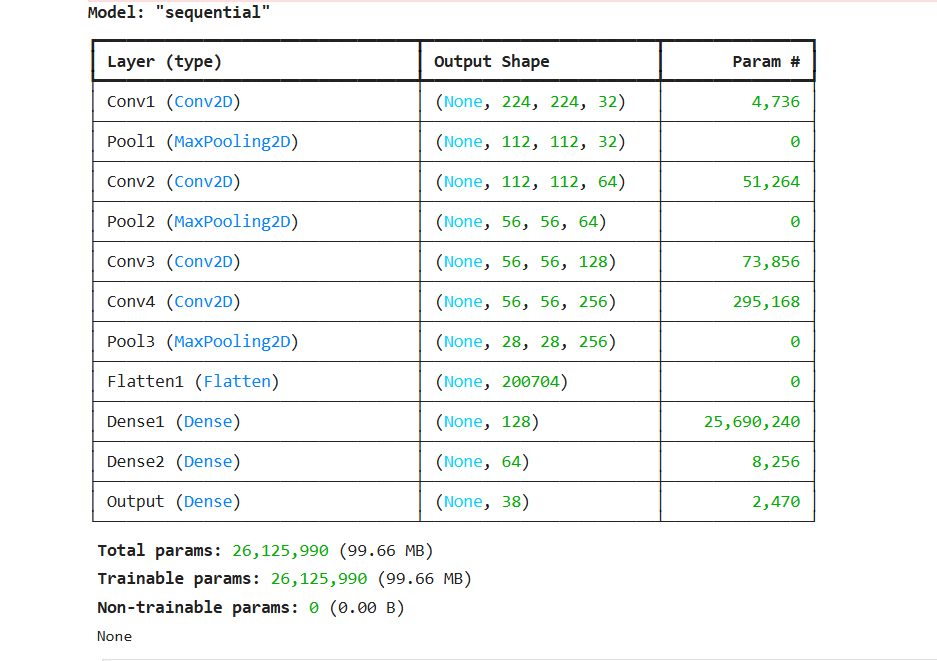 Model: "sequential"
Layer (type) Output Shape Param #
Conv1 (Conv2D) (None, 224, 224, 32) 4,736
Pool1 (MaxPooling2D) (None, 112, 112, 32) 0
Conv2 (Conv2D) (None, 112, 112, 64) 51,264
Pool2 (MaxPooling2D) (None, 56, 56, 64) 0
Conv3 (Conv2D) (None, 56, 56, 128) 73,856
Conv4 (Conv2D) (None, 56, 56, 256) 295,168
Pool3 (MaxPooling2D) (None, 28, 28, 256) 0
Flatten1 (Flatten) (None, 200704) 0
Dense1 (Dense) (None, 128) 25,690,240
Dense2 (Dense) (None, 64) 8,256
Output (Dense) (None, 38) 2,470
Total params: 26,125,990 (99.66 MB)
Trainable params: 26,125,990 (99.66 MB)
Non-trainable params: 0 (0.00 B)
None